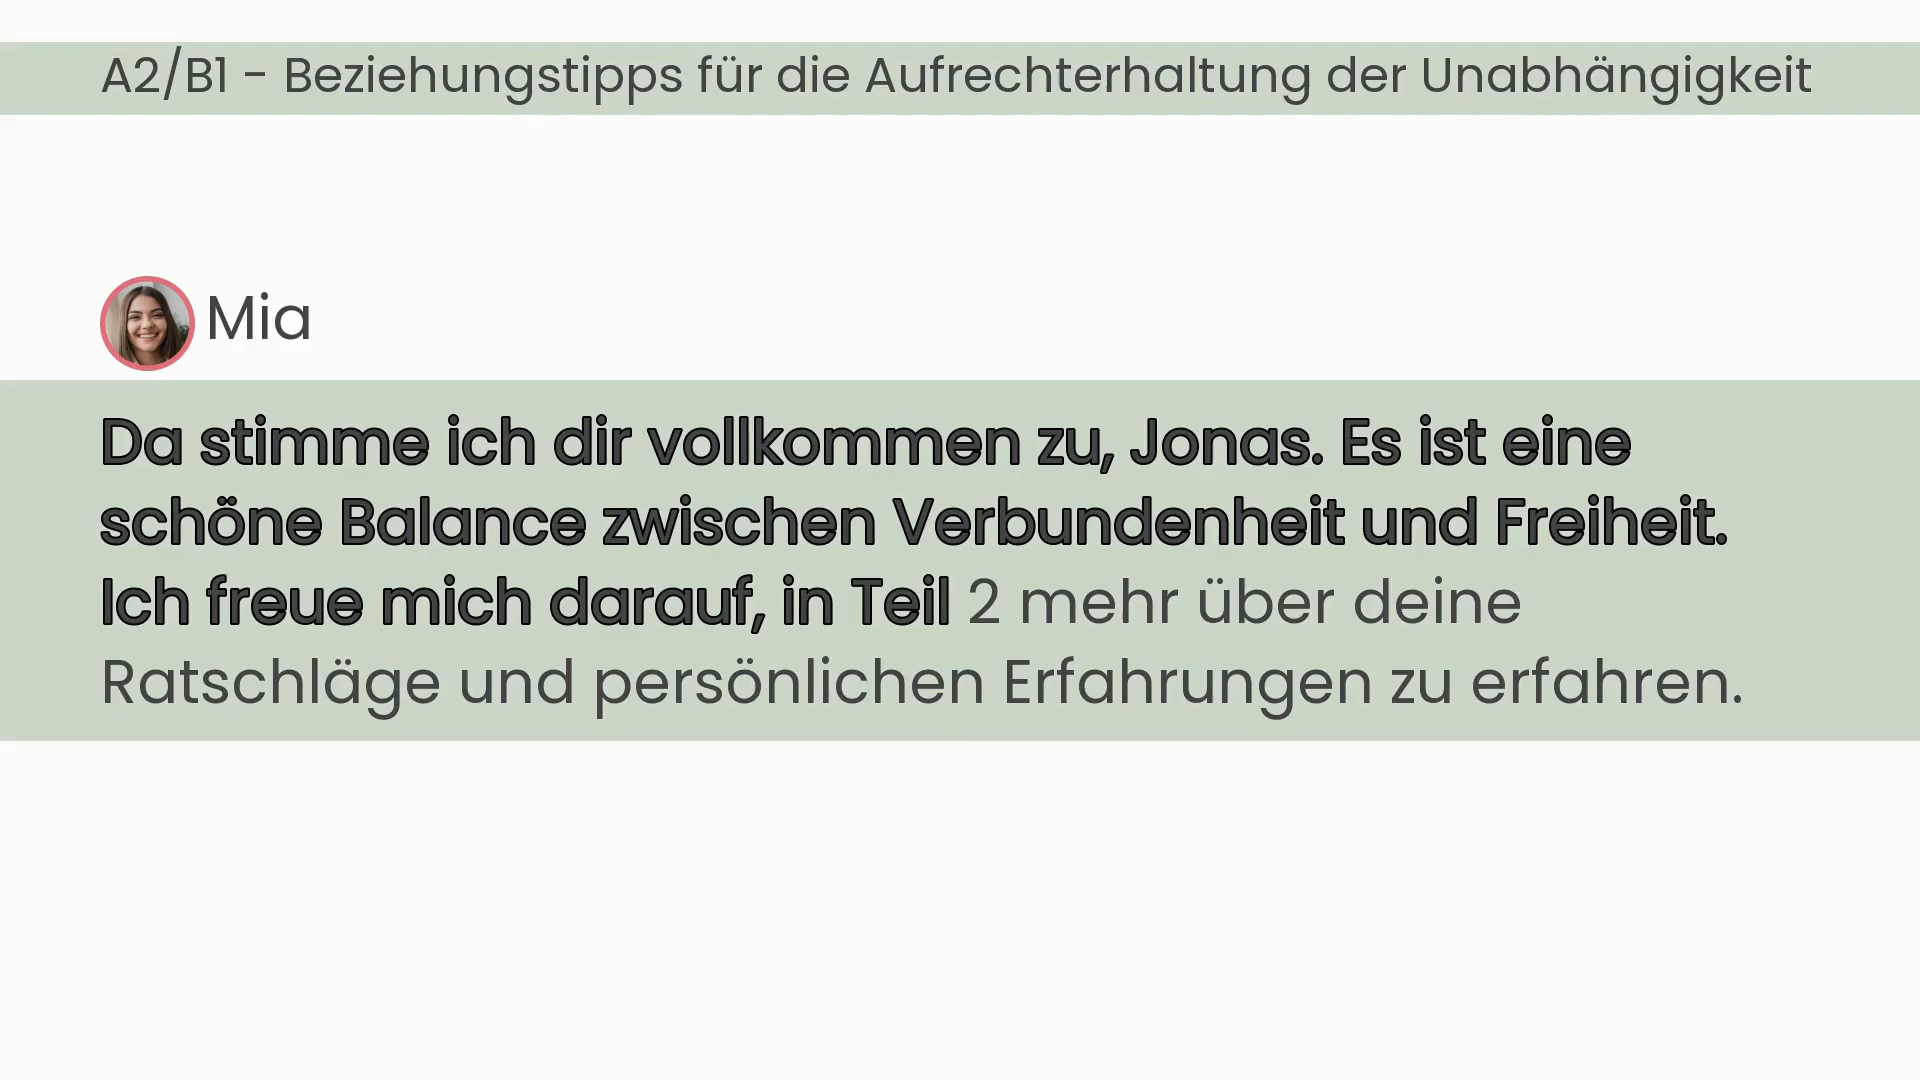 A2/B1 - Beziehungstipps für die Aufrechterhaltung der Unabhängigkeit
Mia
Da stimme ich dir vollkommen zu, Jonas. Es ist eine
schöne Balance zwischen Verbundenheit und Freiheit.
Ich freue mich darauf, in Teil 2 mehr über deine
Ratschläge und persönlichen Erfahrungen zu erfahren.